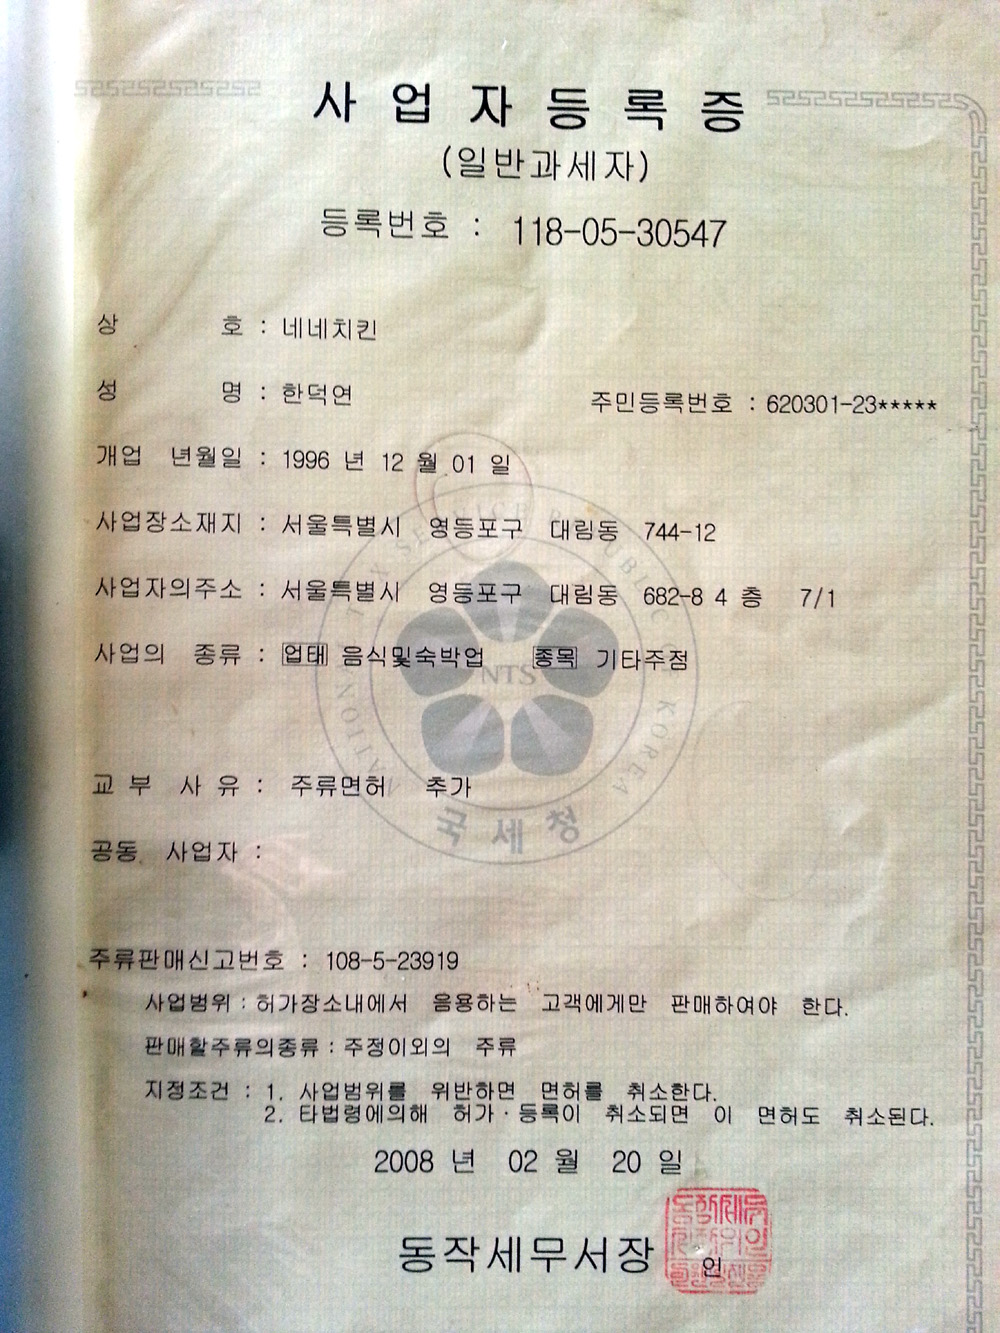 사업자등록증
(일반과세자)
등록번호 : 118-05-30547
상 호 : 네네치킨
성 명 : 한덕연 주민등록번호 : 620301-23*****
개업 년월일 : 1996 년 12 월 01 일
사업장소재지 : 서울특별시 영등포구 대림동 744-12
사업자의주소 : 서울특별시 영등포구 대림동 682-8 4 층 7/1
사업의 종류 : 업태 음식및숙박업 종목 기타주점
NATIONAL TAX SERVICE REPUBLIC OF KOREA
NTS
교 부 사 유 : 주류면허 추가
국세청
공동 사업자 :
주류판매신고번호 : 108-5-23919
사업범위 : 허가장소내에서 음용하는 고객에게만 판매하여야 한다.
판매할주류의종류 : 주정이외의 주류
지정조건 : 1. 사업범위를 위반하면 면허를 취소한다.
2. 타법령에의해 허가·등록이 취소되면 이 면허도 취소된다.
2008 년 02 월 20 일
동작세무서장 인